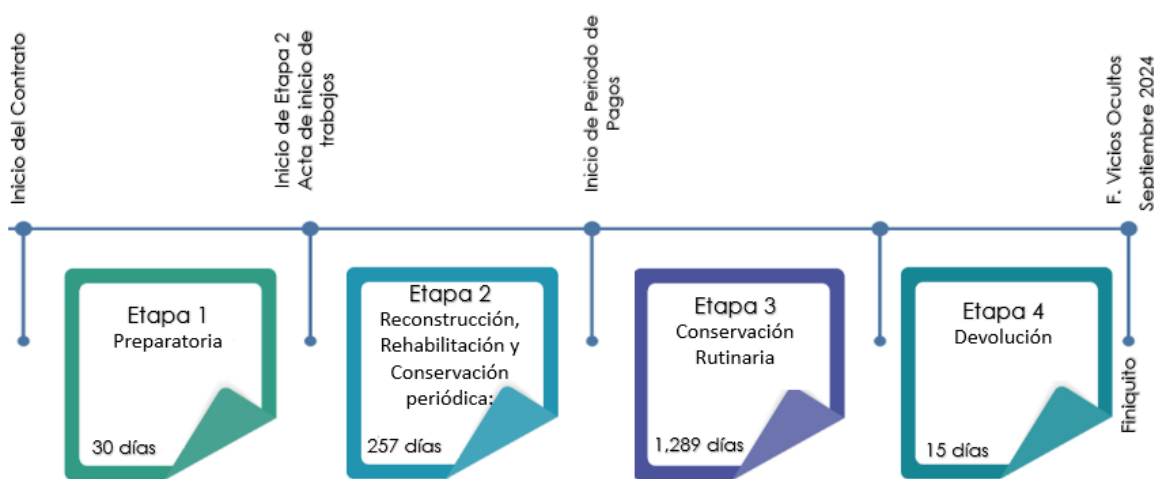 Inicio del Contrato
Inicio de Etapa 2
Acta de inicio de
trabajos
Inicio de Periodo de
Pagos
F. Vicios Ocultos
Septiembre 2024
Etapa 1
Preparatoria
30 días
Etapa 2
Reconstrucción,
Rehabilitación y
Conservación
periódica:
257 días
Etapa 3
Conservación
Rutinaria
1,289 días
Etapa 4
Devolución
15 días
Finiquito